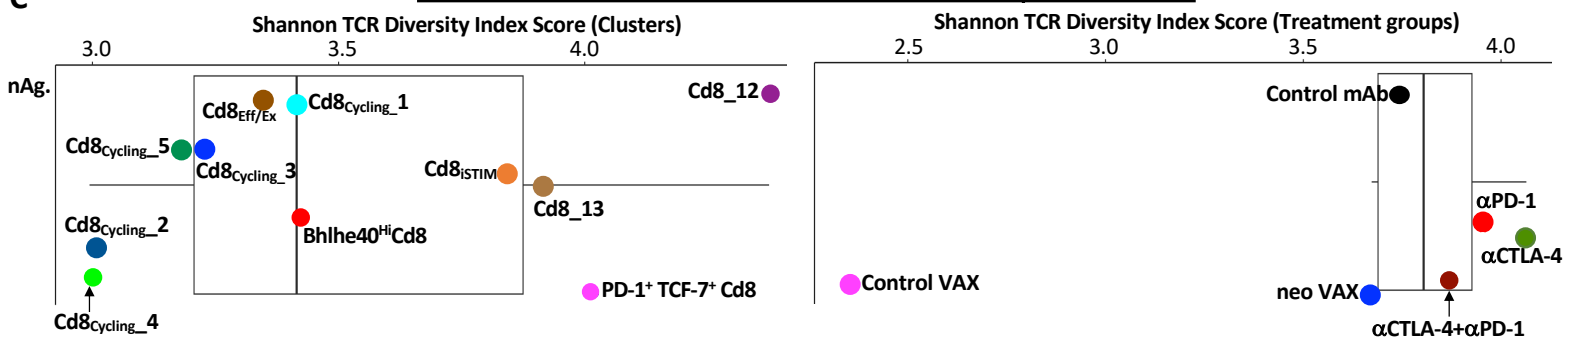 C
Shannon TCR Diversity Index Score (Clusters)
3.0 3.5 4.0
nAg.
Cd8Eff/Ex
Cd8Cycling_1
Cd8_12
Cd8Cycling_5
Cd8Cycling_3
Cd8iSTIM
Cd8_13
Cd8Cycling_2
Bhlhe40HiCd8
PD-1+ TCF-7+ Cd8
Cd8Cycling_4
Shannon TCR Diversity Index Score (Treatment groups)
2.5 3.0 3.5 4.0
Control mAb
αPD-1
αCTLA-4
Control VAX
neo VAX
αCTLA-4+αPD-1